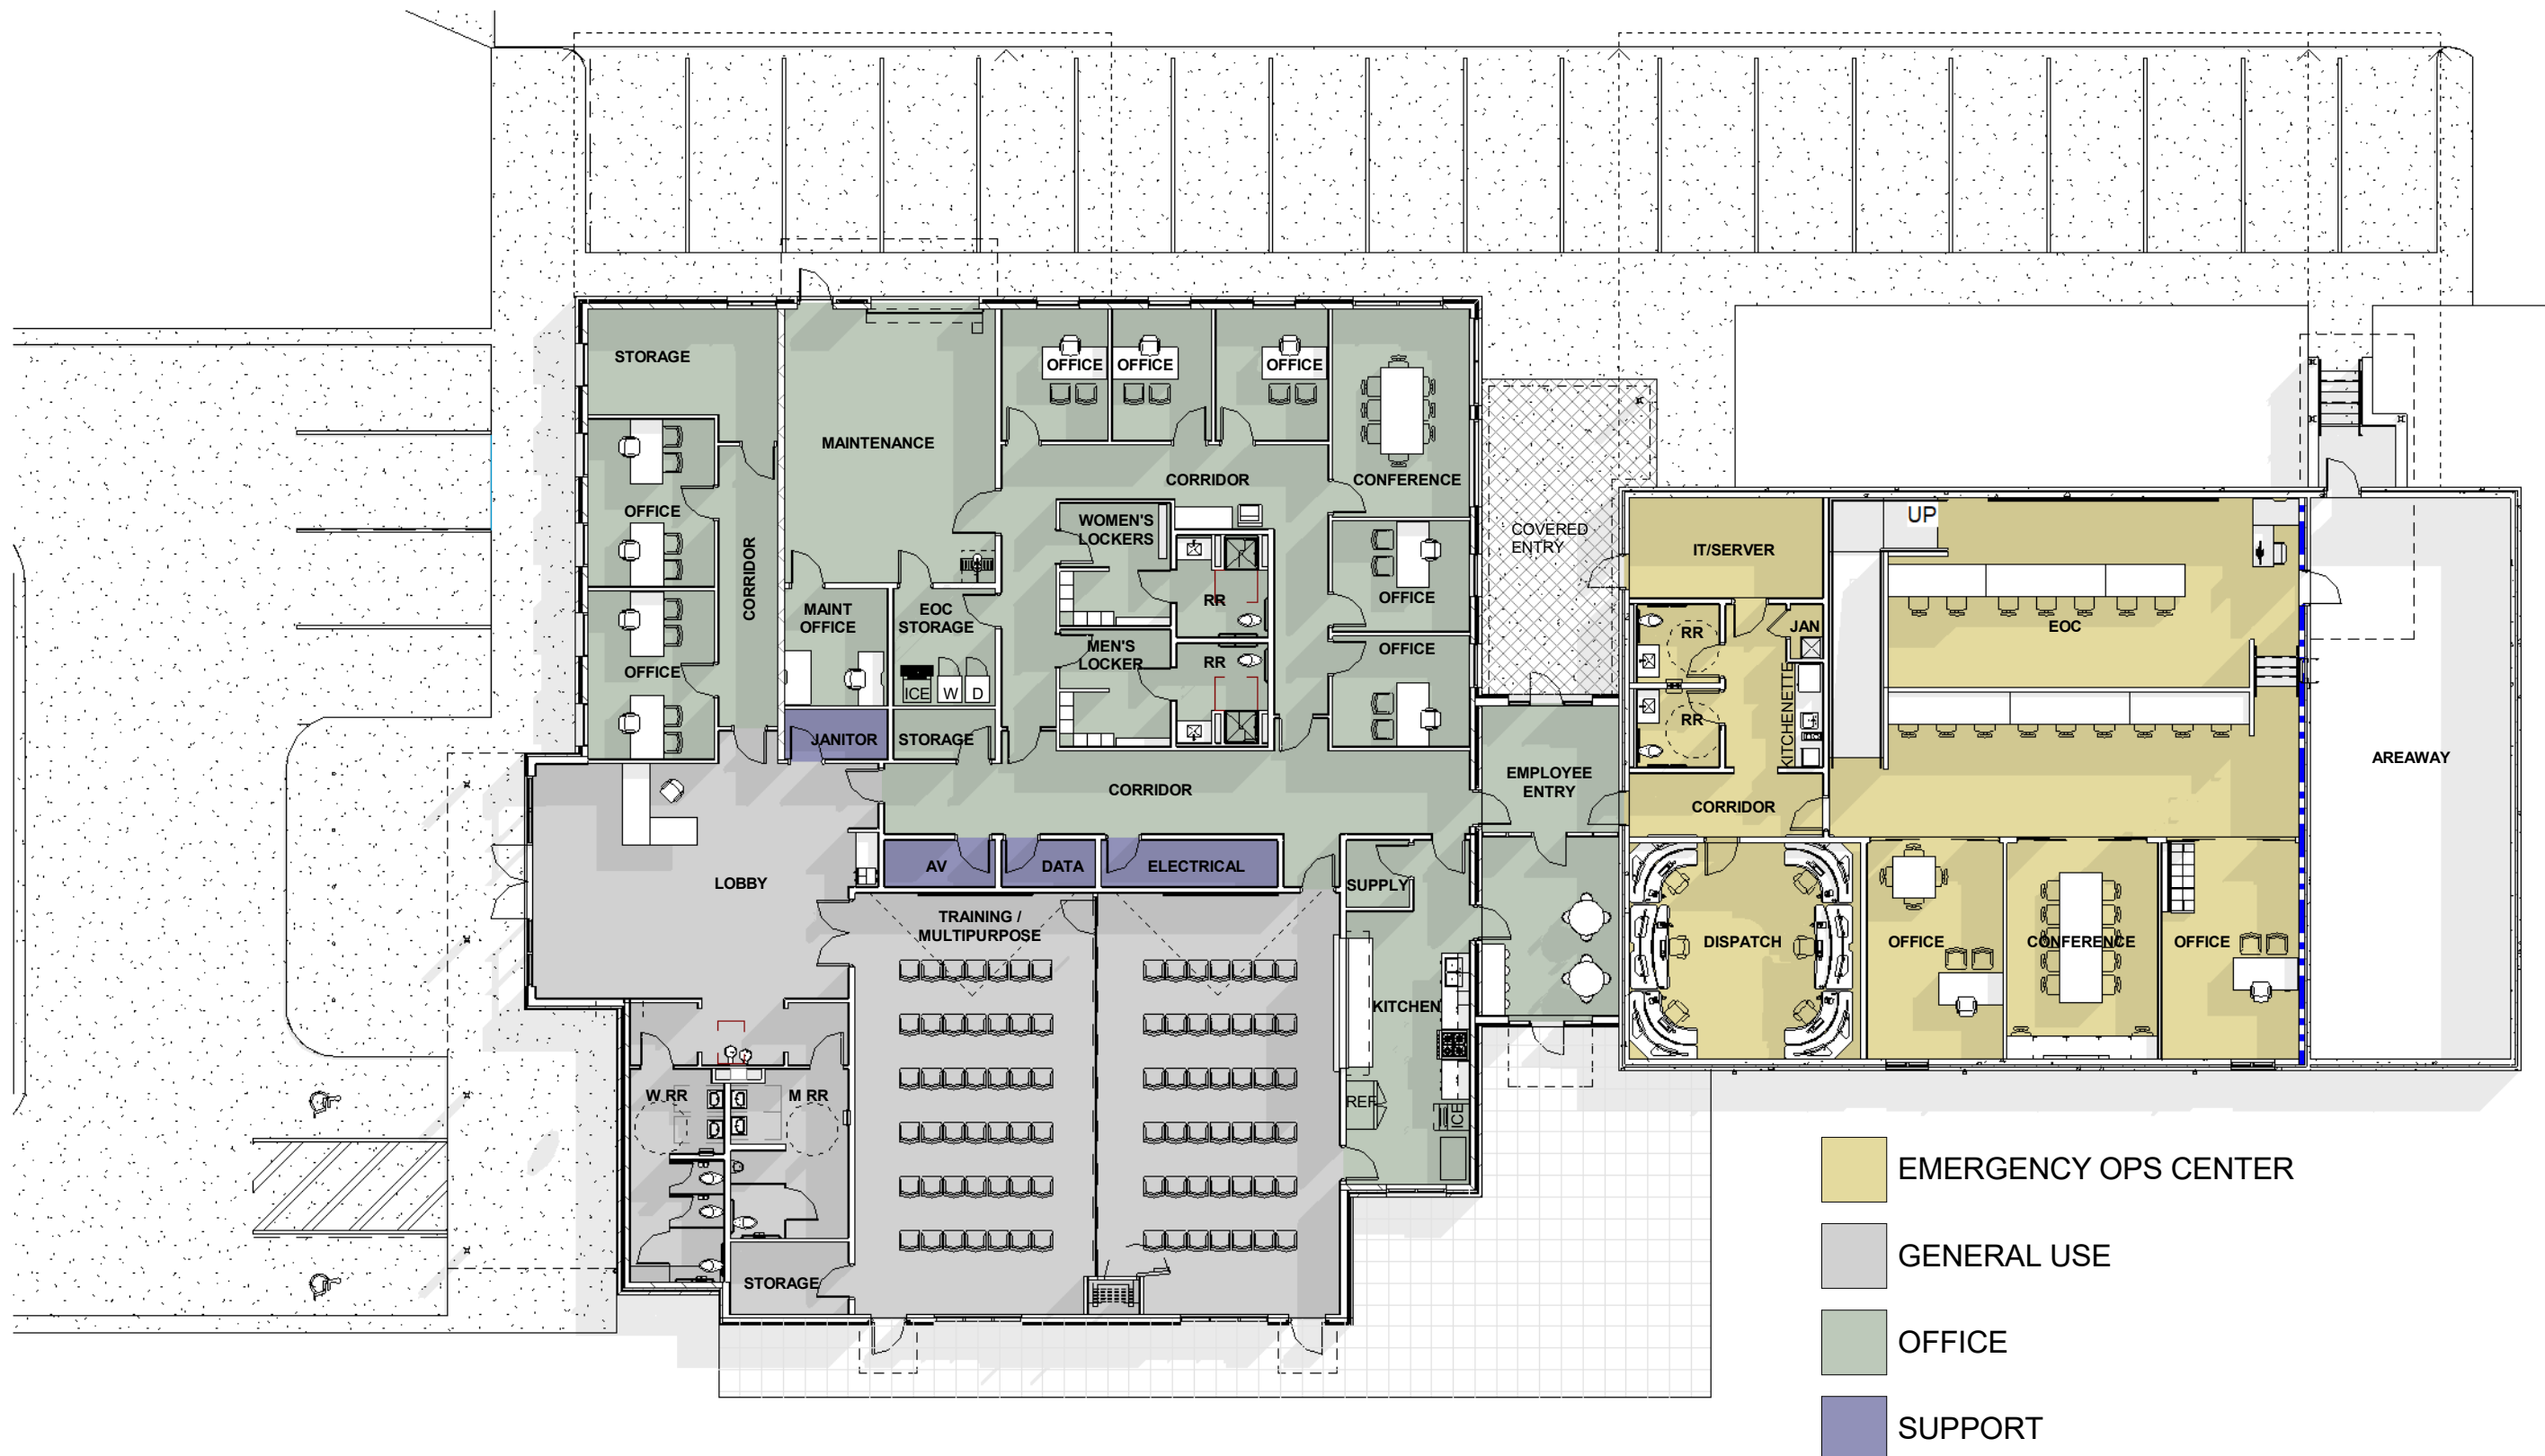 STORAGE
OFFICE
OFFICE
OFFICE
MAINTENANCE
CORRIDOR
CONFERENCE
OFFICE
WOMEN'S
LOCKERS
COVERED
ENTRY
UP
IT/SERVER
CORRIDOR
MAINT
OFFICE
EOC
STORAGE
RR
OFFICE
RR
JAN
EOC
OFFICE
MEN'S
LOCKER
RR
OFFICE
ICE
W
D
KITCHENETTE
RR
JANITOR
STORAGE
AREAWAY
CORRIDOR
EMPLOYEE
ENTRY
CORRIDOR
LOBBY
AV
DATA
ELECTRICAL
SUPPLY
TRAINING /
MULTIPURPOSE
DISPATCH
OFFICE
CONFERENCE
OFFICE
KITCHEN
W RR
M RR
REF
ICE
STORAGE
EMERGENCY OPS CENTER
GENERAL USE
OFFICE
SUPPORT